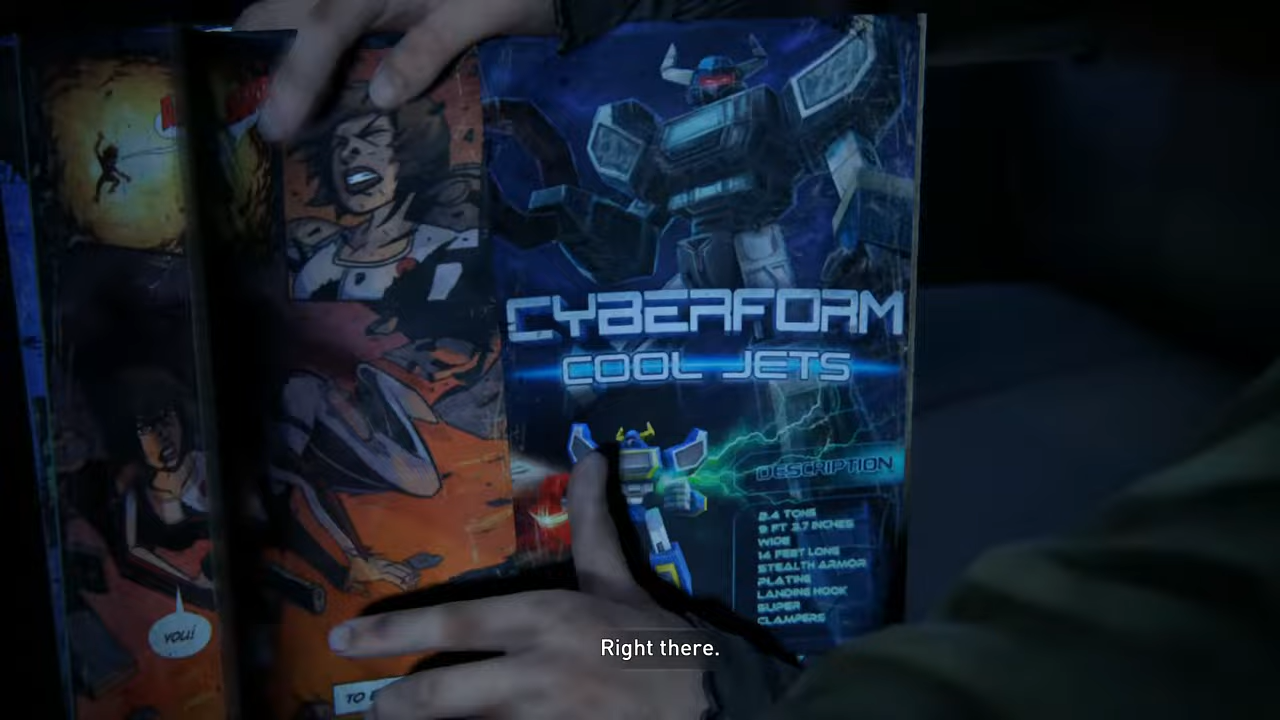 YOU!
TO
CYBERFORM
COOL JETS
DESCRIPTION
2.4 TONS
9 FT 3.7 INCHES
WIDE
14 FEET LONG
STEALTH ARMOR
PLATING
LANDING HOOK
SUPER
CLAMPERS
Right there.